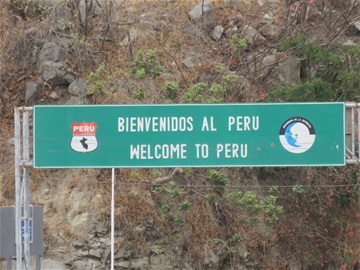 PERU
BIENVENIDOS AL PERU
WELCOME TO PERU